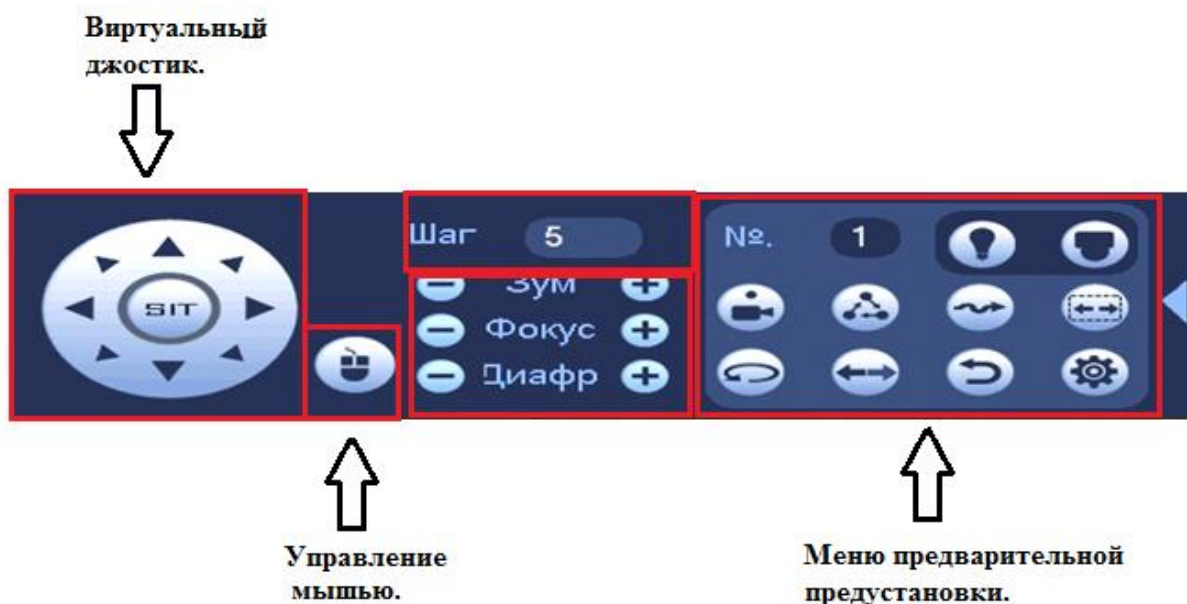 Виртуальный
джостик.
Шаг 5
№. 1
SIT
Зум
Фокус
Диафр
Управление
мышью.
Меню предварительной
предустановки.